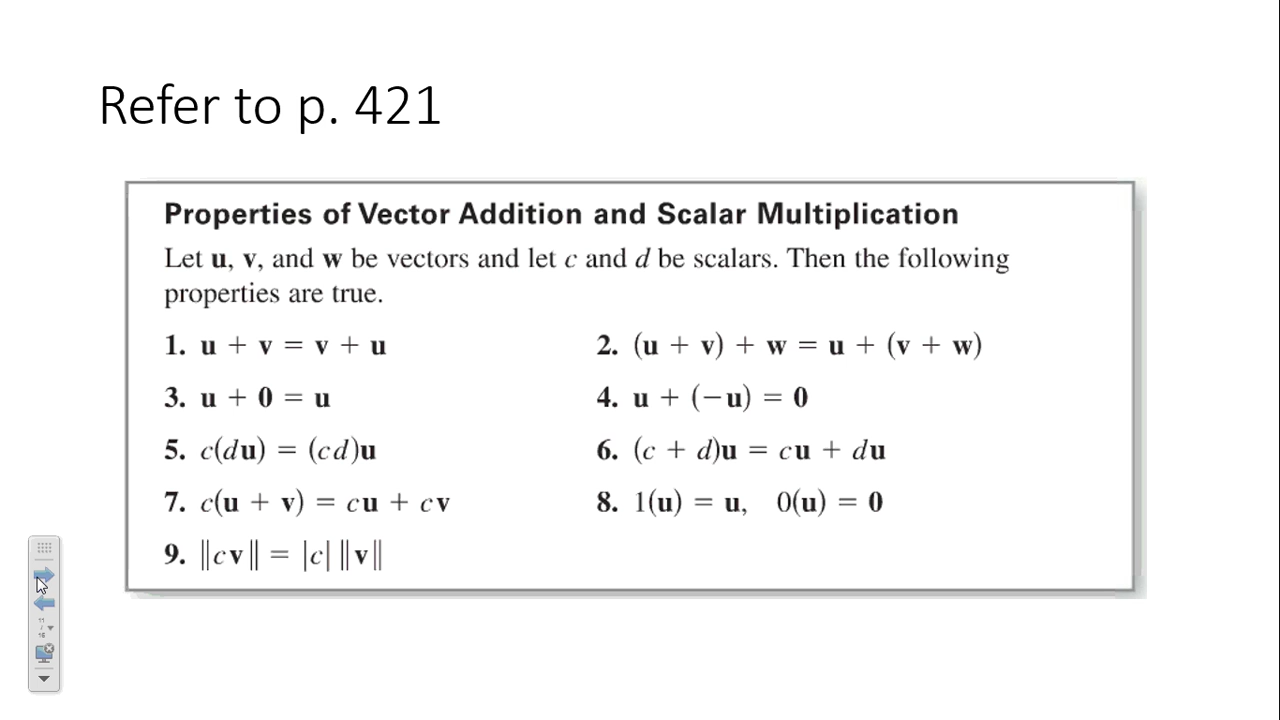 Refer to p. 421
Properties of Vector Addition and Scalar Multiplication
Let u, v, and w be vectors and let c and d be scalars. Then the following
properties are true.
1. u + v = v + u
2. (u + v) + w = u + (v + w)
3. u + 0 = u
4. u + (−u) = 0
5. c(du) = (cd)u
6. (c + d)u = cu + du
7. c(u + v) = cu + cv
8. 1(u) = u, 0(u) = 0
9. ‖cv‖ = |c| ‖v‖
11
/
16